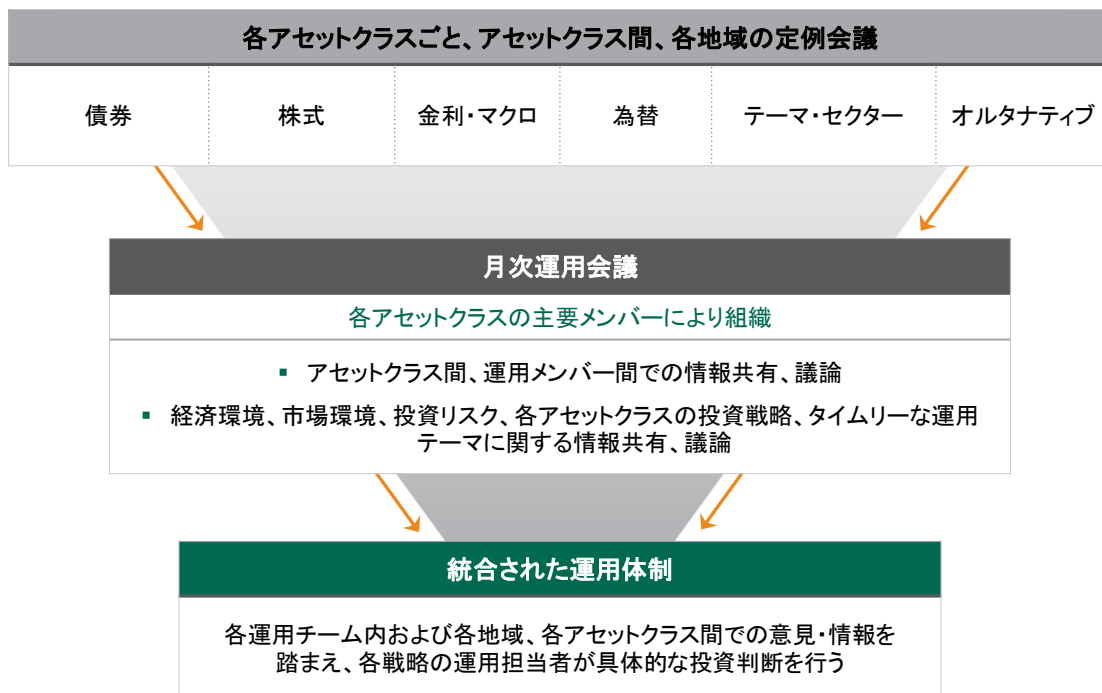 各アセットクラスごと、アセットクラス間、各地域の定例会議
債券
株式
金利・マクロ
為替
テーマ・セクター
オルタナティブ
月次運用会議
各アセットクラスの主要メンバーにより組織
▪ アセットクラス間、運用メンバー間での情報共有、議論
▪ 経済環境、市場環境、投資リスク、各アセットクラスの投資戦略、タイムリーな運用
テーマに関する情報共有、議論
統合された運用体制
各運用チーム内および各地域、各アセットクラス間での意見・情報を
踏まえ、各戦略の運用担当者が具体的な投資判断を行う